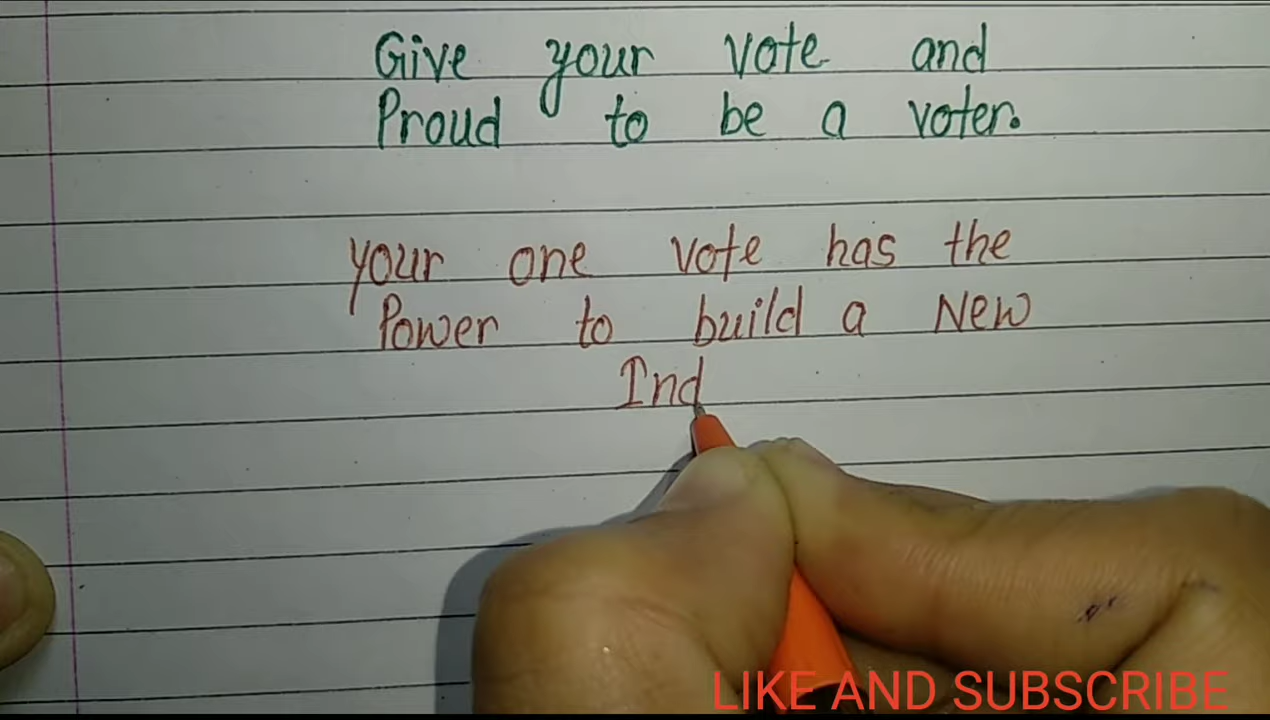 Give your vote and
Proud to be a voter.
your one vote has the
Power to build a New
Ind
LIKE AND SUBSCRIBE